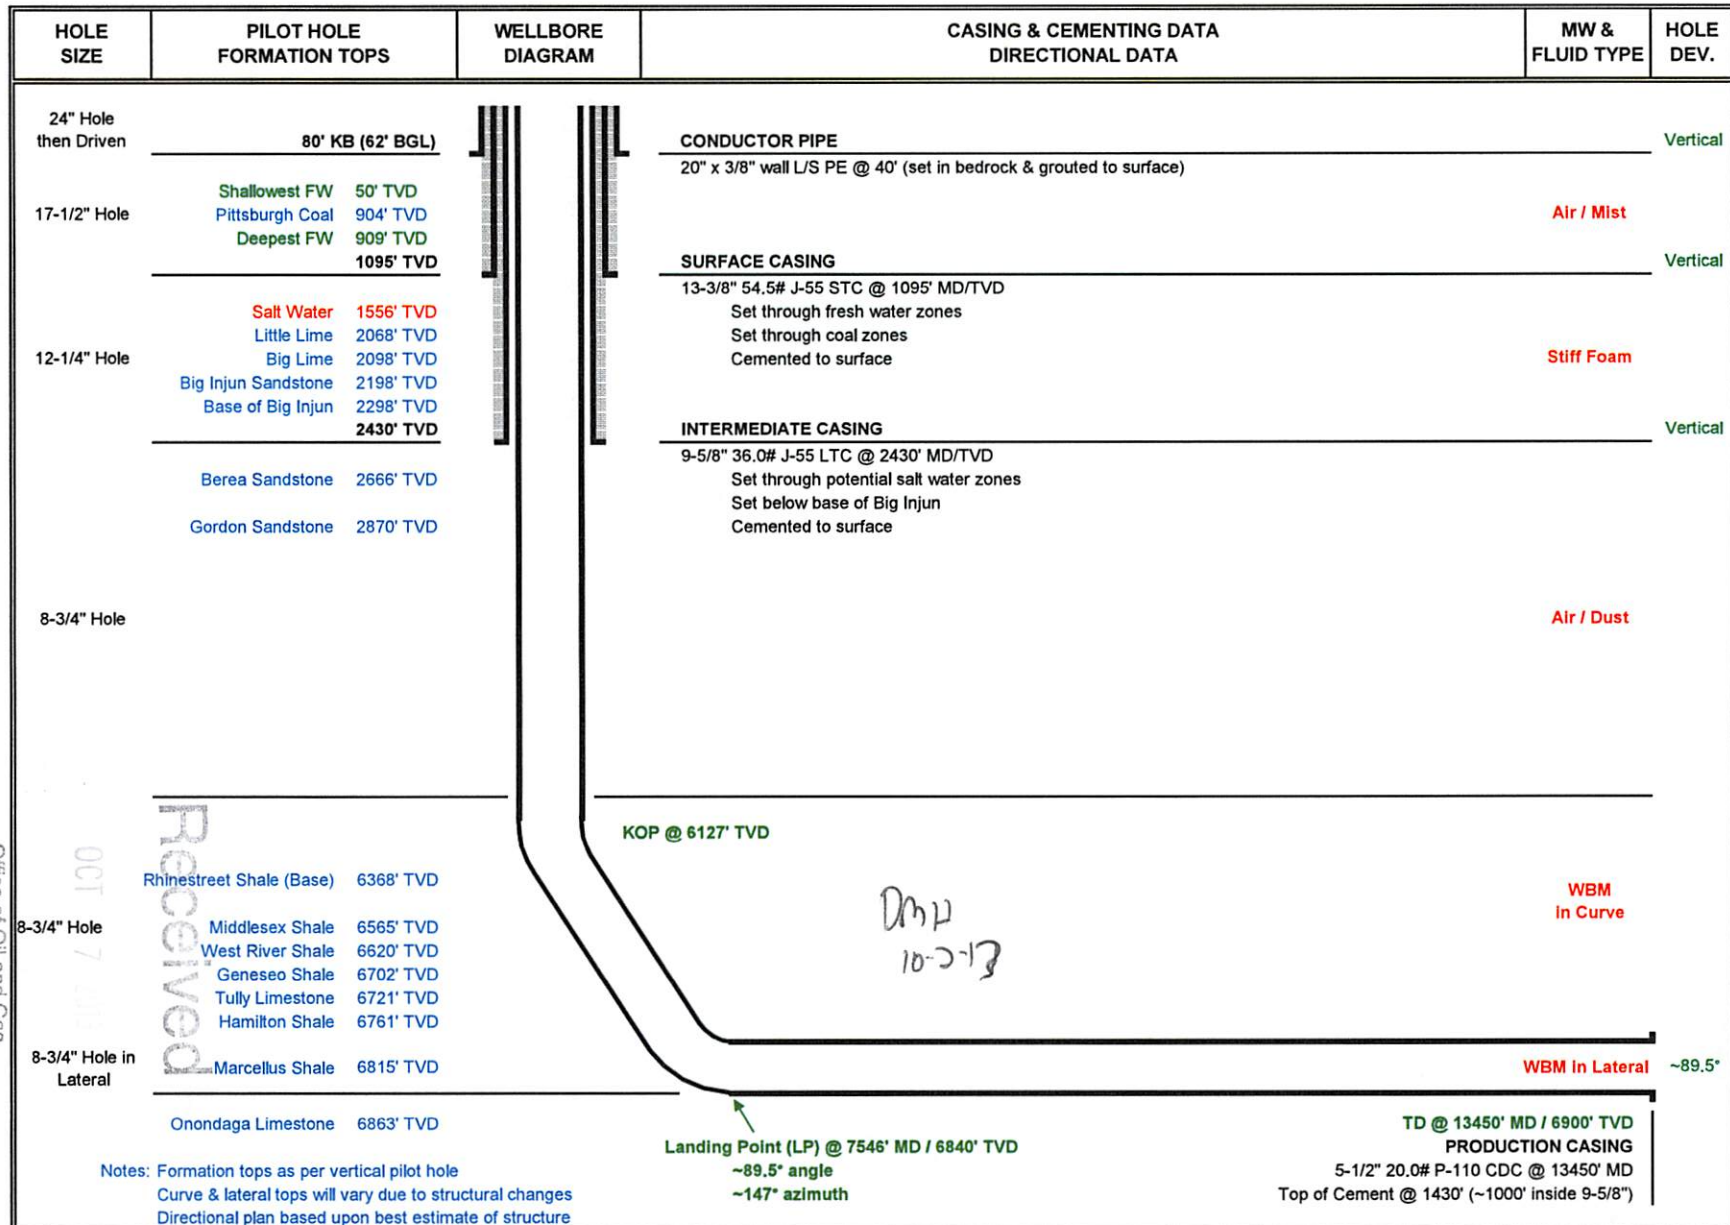 HOLE SIZE
PILOT HOLE FORMATION TOPS
WELLBORE DIAGRAM
CASING & CEMENTING DATA DIRECTIONAL DATA
MW & FLUID TYPE
HOLE DEV.
24" Hole
then Driven
80' KB (62' BGL)
CONDUCTOR PIPE
Vertical
20" x 3/8" wall L/S PE @ 40' (set in bedrock & grouted to surface)
Shallowest FW 50' TVD
17-1/2" Hole
Pittsburgh Coal 904' TVD
Air / Mist
Deepest FW 909' TVD
1095' TVD
SURFACE CASING
Vertical
13-3/8" 54.5# J-55 STC @ 1095' MD/TVD
Salt Water 1556' TVD
Set through fresh water zones
Little Lime 2068' TVD
Set through coal zones
12-1/4" Hole
Big Lime 2098' TVD
Cemented to surface
Stiff Foam
Big Injun Sandstone 2198' TVD
Base of Big Injun 2298' TVD
2430' TVD
INTERMEDIATE CASING
Vertical
9-5/8" 36.0# J-55 LTC @ 2430' MD/TVD
Berea Sandstone 2666' TVD
Set through potential salt water zones
Set below base of Big Injun
Gordon Sandstone 2870' TVD
Cemented to surface
8-3/4" Hole
Air / Dust
KOP @ 6127' TVD
Received
OCT 7
Rhinestreet Shale (Base) 6368' TVD
WBM
in Curve
DMH
10-2-13
8-3/4" Hole
Middlesex Shale 6565' TVD
West River Shale 6620' TVD
Geneseo Shale 6702' TVD
Tully Limestone 6721' TVD
Hamilton Shale 6761' TVD
8-3/4" Hole in
Lateral
Marcellus Shale 6815' TVD
WBM in Lateral
~89.5°
Onondaga Limestone 6863' TVD
Landing Point (LP) @ 7546' MD / 6840' TVD
~89.5° angle
~147° azimuth
TD @ 13450' MD / 6900' TVD
PRODUCTION CASING
5-1/2" 20.0# P-110 CDC @ 13450' MD
Top of Cement @ 1430' (~1000' inside 9-5/8")
Notes: Formation tops as per vertical pilot hole
Curve & lateral tops will vary due to structural changes
Directional plan based upon best estimate of structure